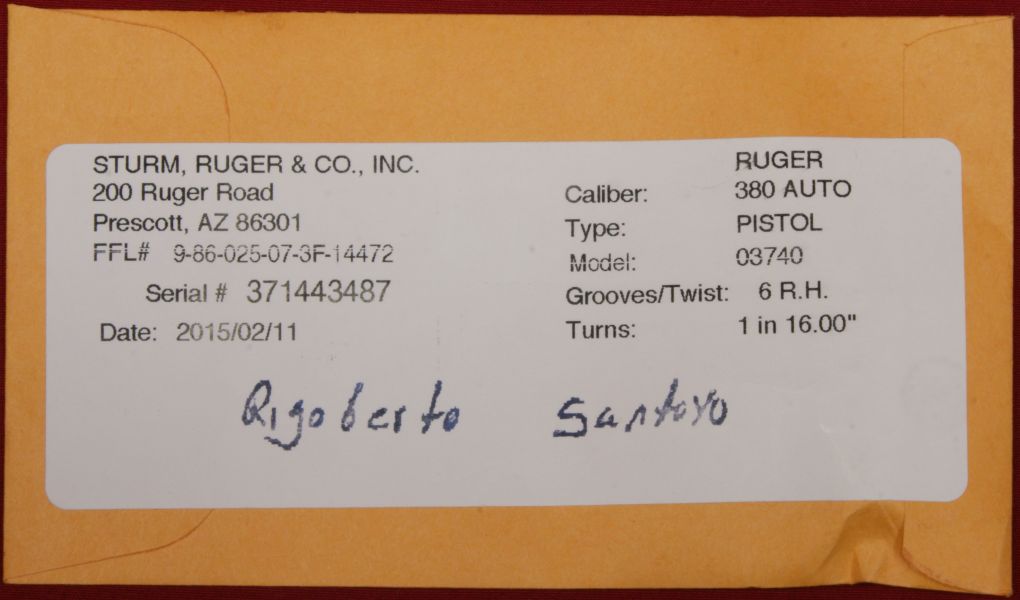 STURM, RUGER & CO., INC.
200 Ruger Road
Prescott, AZ 86301
FFL# 9-86-025-07-3F-14472
Serial # 371443487
Date: 2015/02/11
RUGER
Caliber: 380 AUTO
Type: PISTOL
Model: 03740
Grooves/Twist: 6 R.H.
Turns: 1 in 16.00"
Rigoberto Santoyo